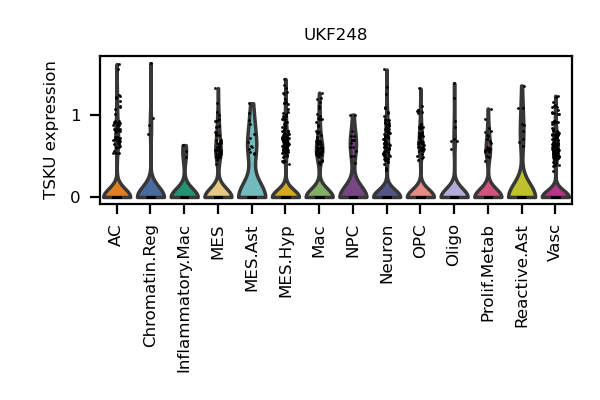 UKF248
TSKU expression
1
0
AC
Chromatin.Reg
Inflammatory.Mac
MES
MES.Ast
MES.Hyp
Mac
NPC
Neuron
OPC
Oligo
Prolif.Metab
Reactive.Ast
Vasc